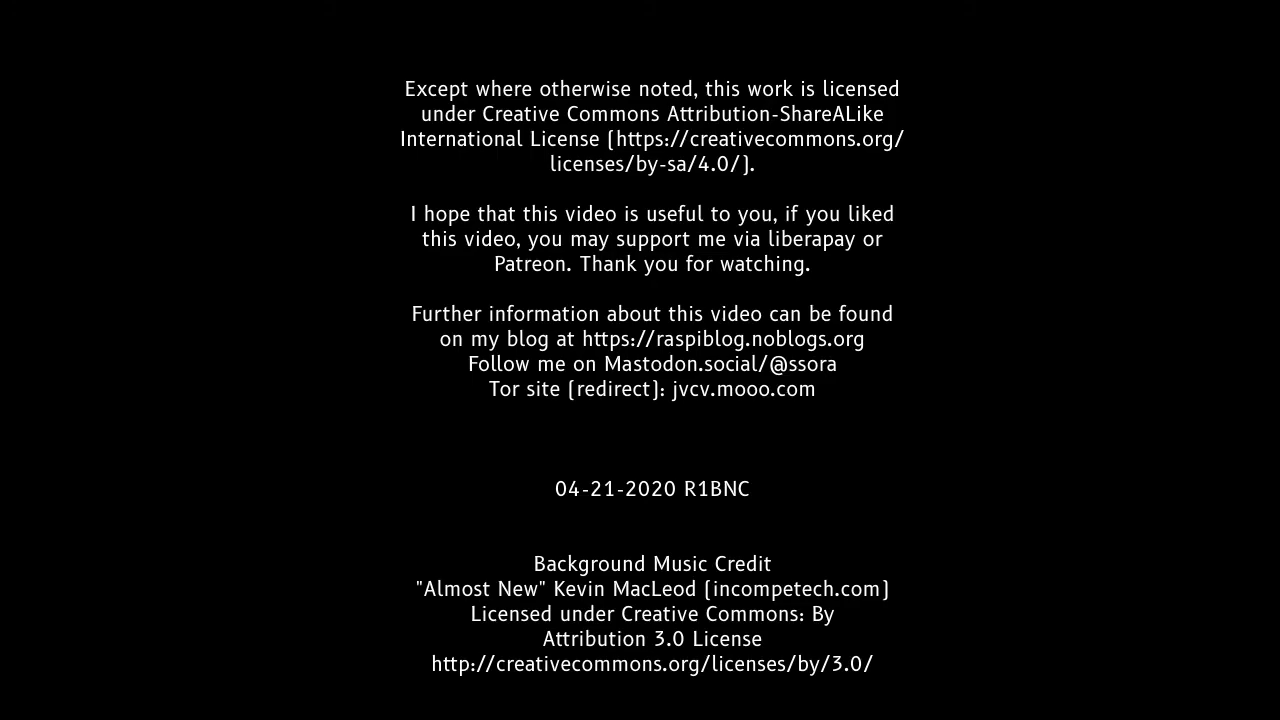 Except where otherwise noted, this work is licensed
under Creative Commons Attribution-ShareALike
International License (https://creativecommons.org/
licenses/by-sa/4.0/).
I hope that this video is useful to you, if you liked
this video, you may support me via liberapay or
Patreon. Thank you for watching.
Further information about this video can be found
on my blog at https://raspiblog.noblogs.org
Follow me on Mastodon.social/@ssora
Tor site (redirect): jvcv.mooo.com
04-21-2020 R1BNC
Background Music Credit
"Almost New" Kevin MacLeod (incompetech.com)
Licensed under Creative Commons: By
Attribution 3.0 License
http://creativecommons.org/licenses/by/3.0/